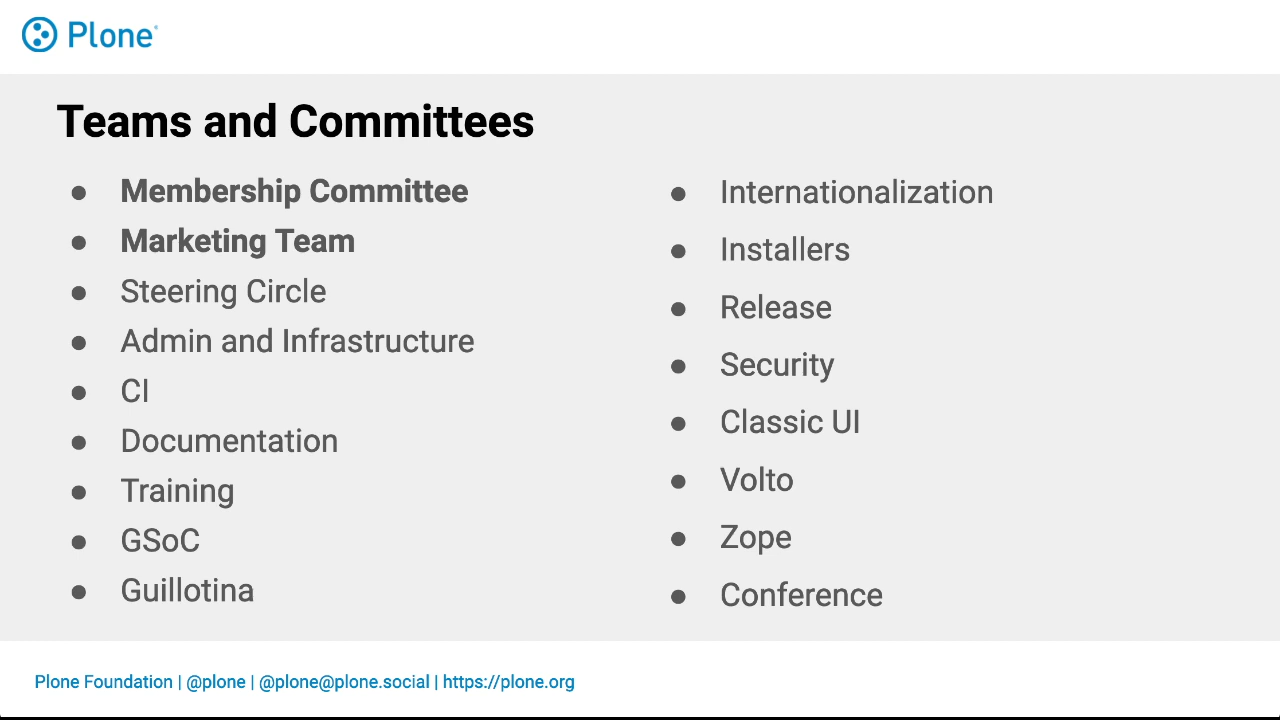 Plone
Teams and Committees
● Membership Committee
● Marketing Team
● Steering Circle
● Admin and Infrastructure
● CI
● Documentation
● Training
● GSoC
● Guillotina
● Internationalization
● Installers
● Release
● Security
● Classic UI
● Volto
● Zope
● Conference
Plone Foundation | @plone | @plone@plone.social | https://plone.org